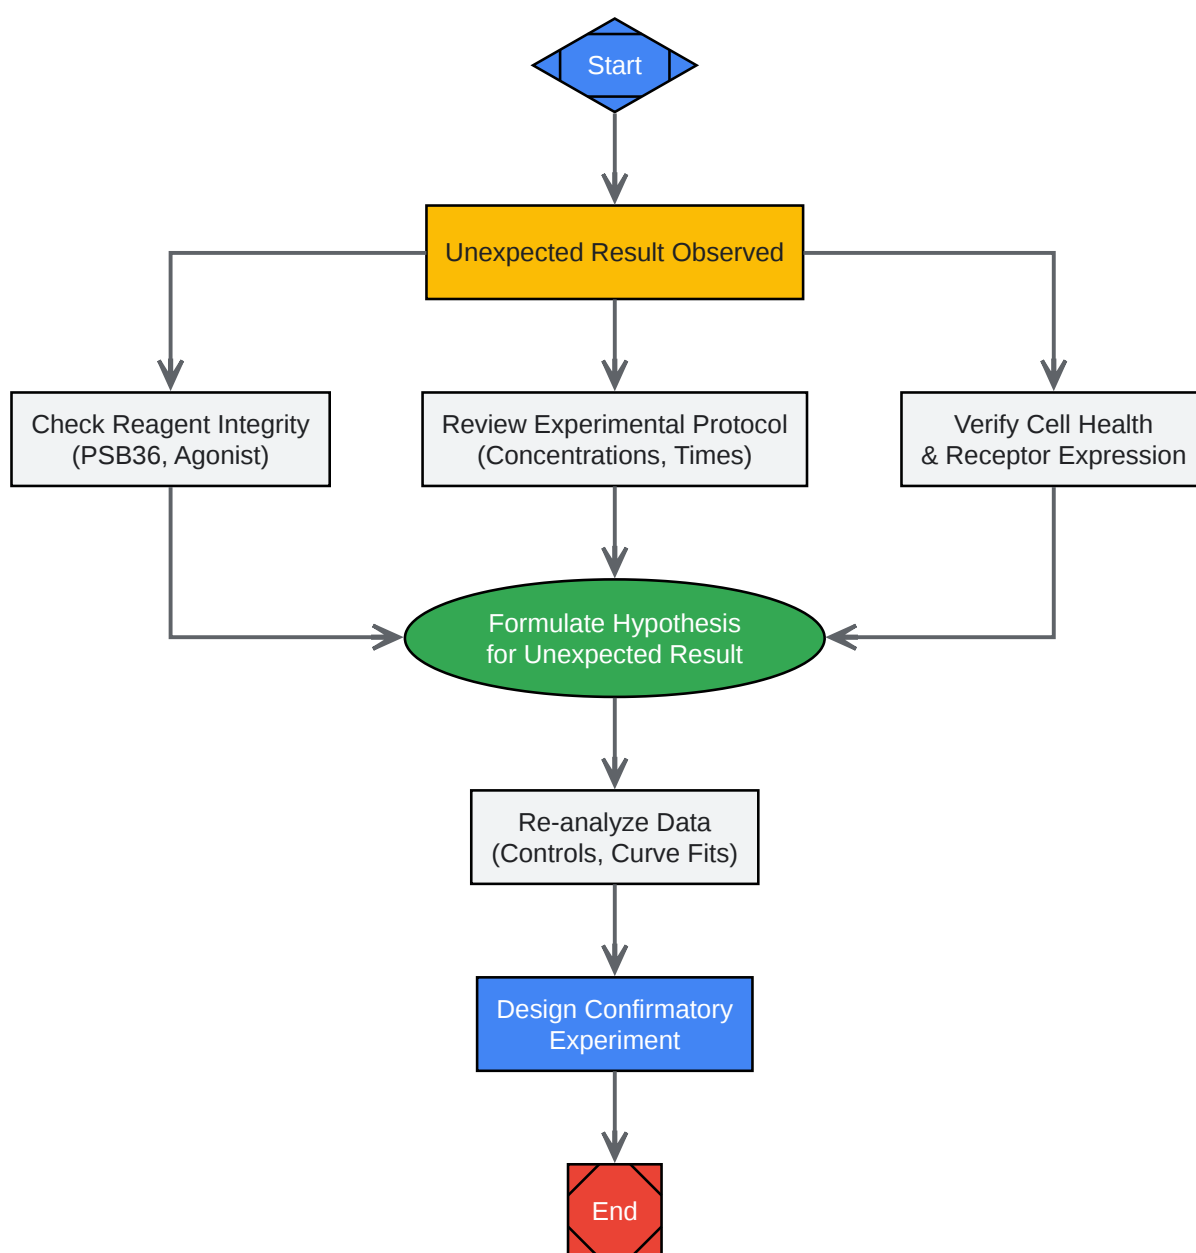 Start
Unexpected Result Observed
Check Reagent Integrity
(PSB36, Agonist)
Review Experimental Protocol
(Concentrations, Times)
Verify Cell Health
& Receptor Expression
Formulate Hypothesis
for Unexpected Result
Re-analyze Data
(Controls, Curve Fits)
Design Confirmatory
Experiment
End